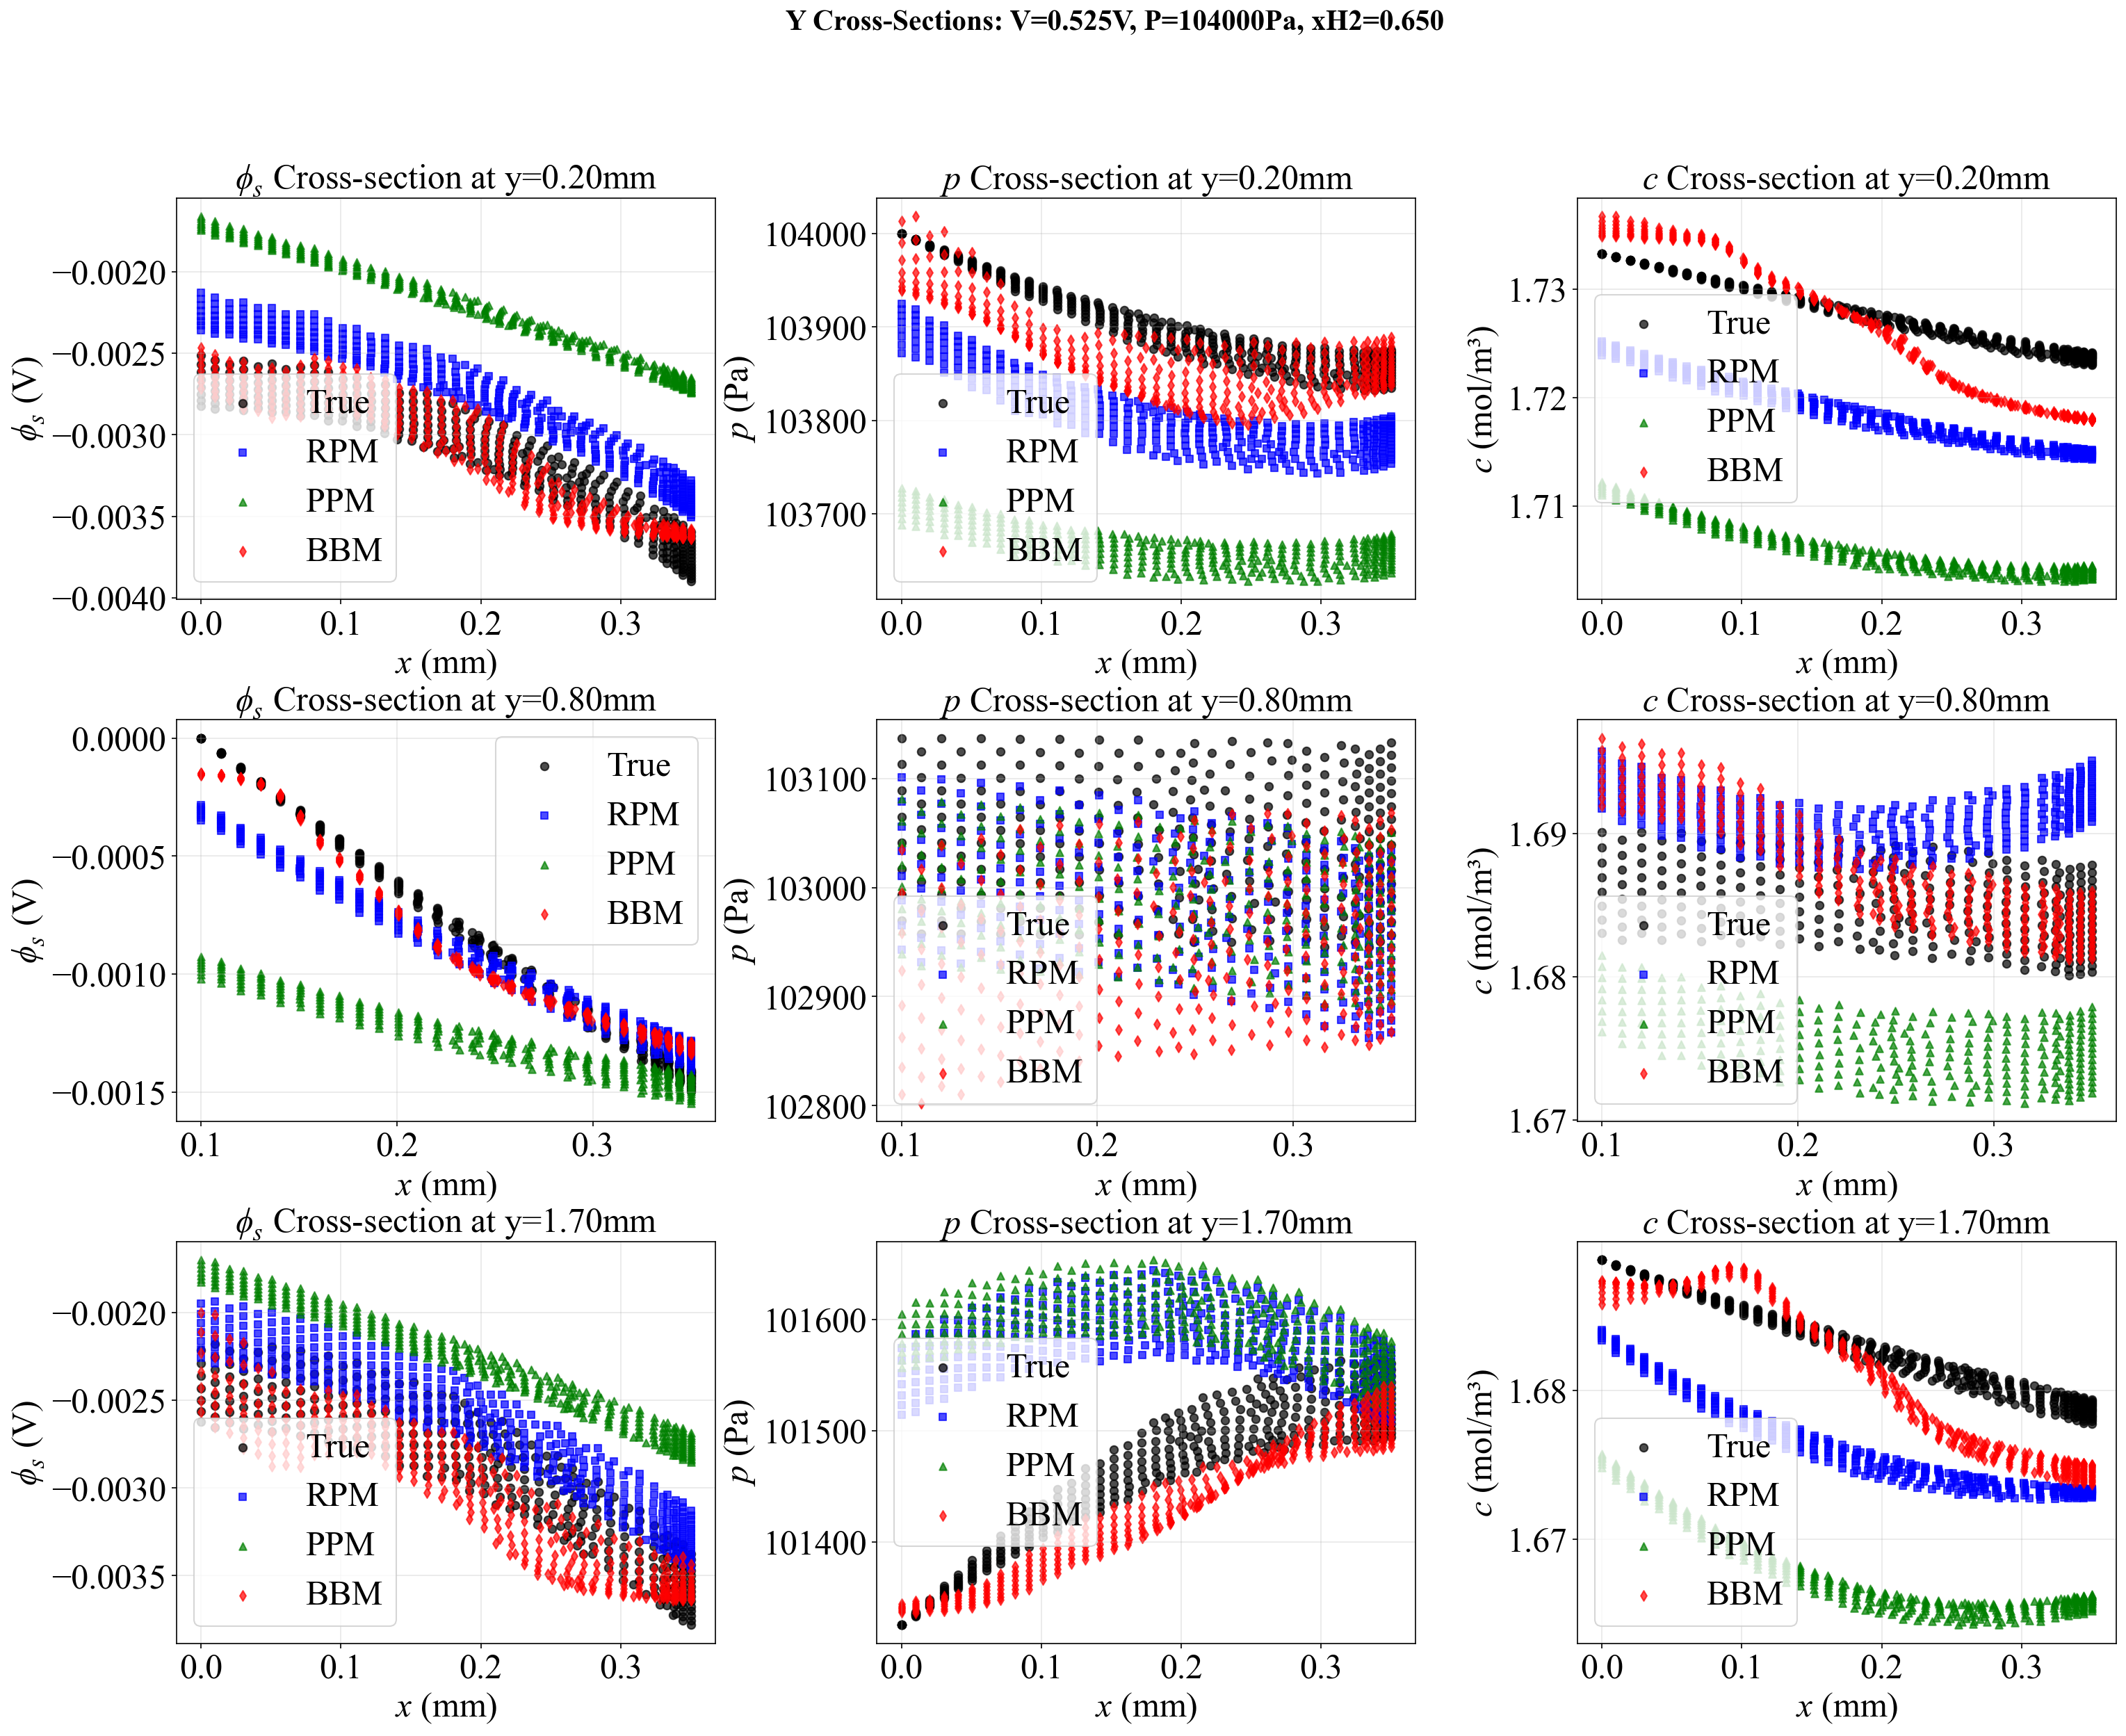 Y Cross-Sections: V=0.525V, P=104000Pa, xH2=0.650
ϕs Cross-section at y=0.20mm
−0.0020
−0.0025
−0.0030
−0.0035
−0.0040
ϕs (V)
True
RPM
PPM
BBM
0.0 0.1 0.2 0.3
x (mm)
p Cross-section at y=0.20mm
104000
103900
103800
103700
p (Pa)
True
RPM
PPM
BBM
0.0 0.1 0.2 0.3
x (mm)
c Cross-section at y=0.20mm
1.73
1.72
1.71
c (mol/m³)
True
RPM
PPM
BBM
0.0 0.1 0.2 0.3
x (mm)
ϕs Cross-section at y=0.80mm
0.0000
−0.0005
−0.0010
−0.0015
ϕs (V)
True
RPM
PPM
BBM
0.1 0.2 0.3
x (mm)
p Cross-section at y=0.80mm
103100
103000
102900
102800
p (Pa)
True
RPM
PPM
BBM
0.1 0.2 0.3
x (mm)
c Cross-section at y=0.80mm
1.69
1.68
1.67
c (mol/m³)
True
RPM
PPM
BBM
0.1 0.2 0.3
x (mm)
ϕs Cross-section at y=1.70mm
−0.0020
−0.0025
−0.0030
−0.0035
ϕs (V)
True
RPM
PPM
BBM
0.0 0.1 0.2 0.3
x (mm)
p Cross-section at y=1.70mm
101600
101500
101400
p (Pa)
True
RPM
PPM
BBM
0.0 0.1 0.2 0.3
x (mm)
c Cross-section at y=1.70mm
1.68
1.67
c (mol/m³)
True
RPM
PPM
BBM
0.0 0.1 0.2 0.3
x (mm)